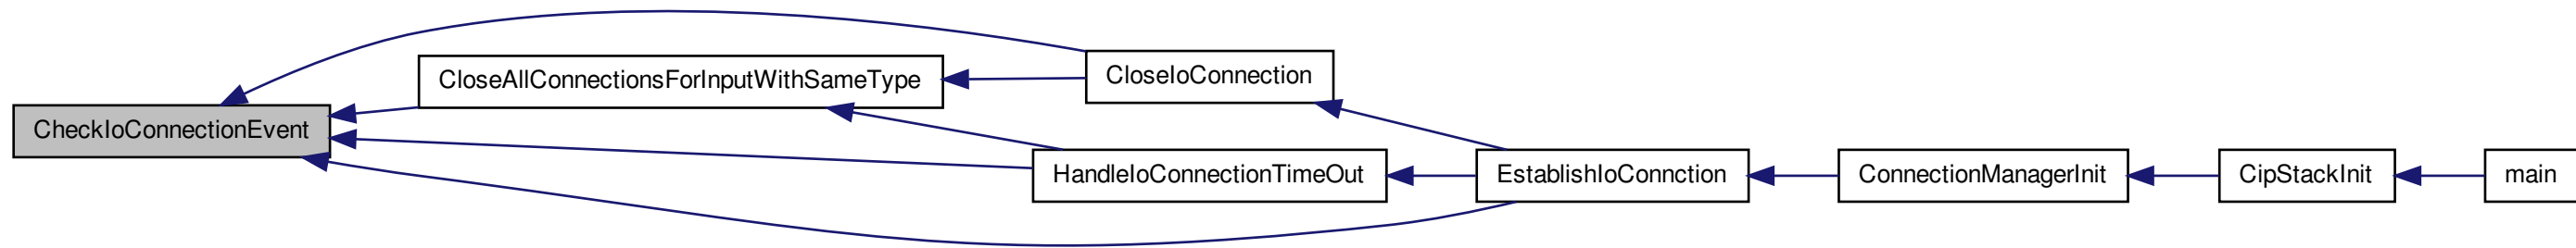 CheckIoConnectionEvent
CloseAllConnectionsForInputWithSameType
CloseIoConnection
HandleIoConnectionTimeOut
EstablishIoConnction
ConnectionManagerInit
CipStackInit
main